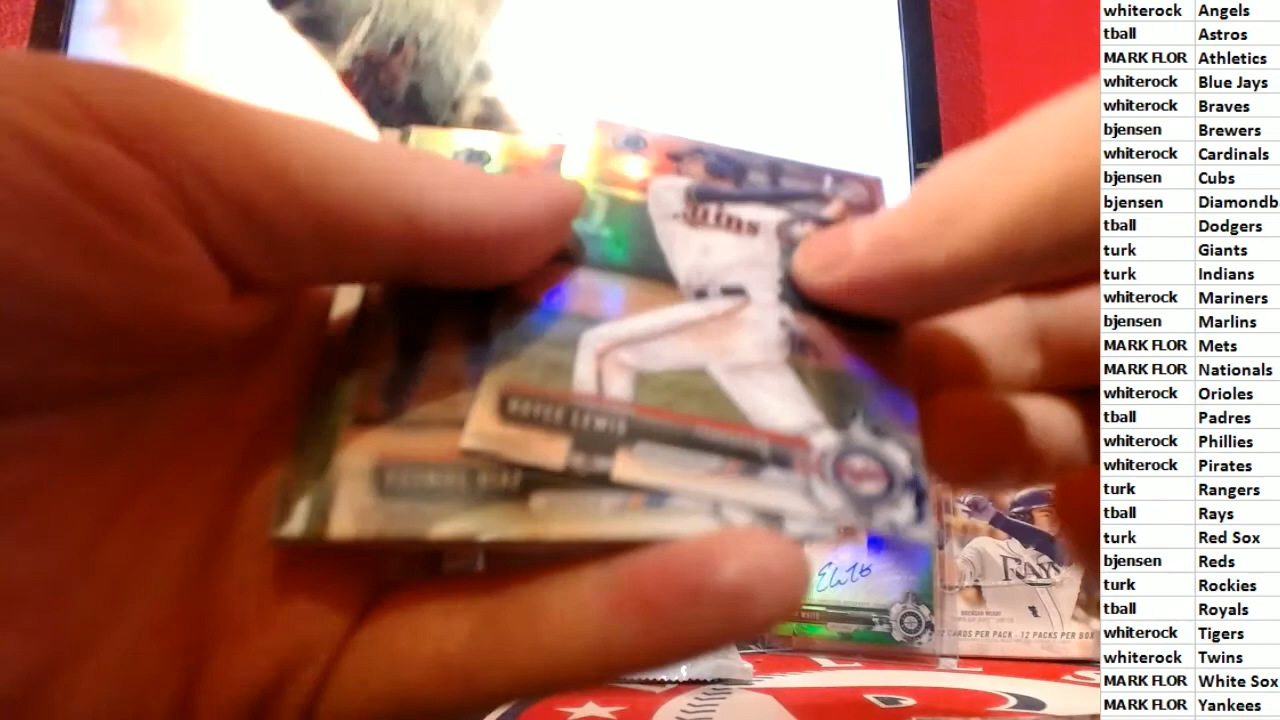 whiterock Angels
tball Astros
MARK FLOR Athletics
whiterock Blue Jays
whiterock Braves
bjensen Brewers
whiterock Cardinals
bjensen Cubs
bjensen Diamondb
tball Dodgers
turk Giants
turk Indians
whiterock Mariners
bjensen Marlins
MARK FLOR Mets
MARK FLOR Nationals
whiterock Orioles
tball Padres
whiterock Phillies
whiterock Pirates
turk Rangers
tball Rays
turk Red Sox
bjensen Reds
turk Rockies
tball Royals
whiterock Tigers
whiterock Twins
MARK FLOR White Sox
MARK FLOR Yankees
ROYCE LEWIS
RAYS
BRENDAN MCKAY
CARDS PER PACK - 12 PACKS PER BOX